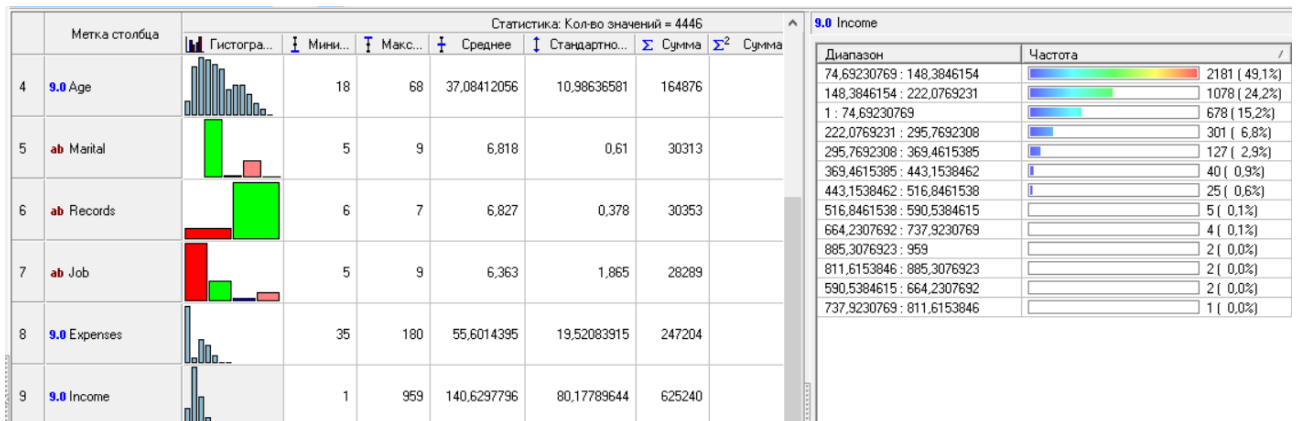 Статистика: Кол-во значений = 4446
Метка столбца Гистогра... Мини... Макс... Среднее Стандартно... Σ Сумма Σ² Сумма
4 9.0 Age 18 68 37,08412056 10,98636581 164876
5 ab Marital 5 9 6,818 0,61 30313
6 ab Records 6 7 6,827 0,378 30353
7 ab Job 5 9 6,363 1,865 28289
8 9.0 Expenses 35 180 55,6014395 19,52083915 247204
9 9.0 Income 1 959 140,6297796 80,17789644 625240
9.0 Income
Диапазон Частота /
74,69230769 : 148,3846154 2181 ( 49,1%)
148,3846154 : 222,0769231 1078 ( 24,2%)
1 : 74,69230769 678 ( 15,2%)
222,0769231 : 295,7692308 301 ( 6,8%)
295,7692308 : 369,4615385 127 ( 2,9%)
369,4615385 : 443,1538462 40 ( 0,9%)
443,1538462 : 516,8461538 25 ( 0,6%)
516,8461538 : 590,5384615 5 ( 0,1%)
664,2307692 : 737,9230769 4 ( 0,1%)
885,3076923 : 959 2 ( 0,0%)
811,6153846 : 885,3076923 2 ( 0,0%)
590,5384615 : 664,2307692 2 ( 0,0%)
737,9230769 : 811,6153846 1 ( 0,0%)